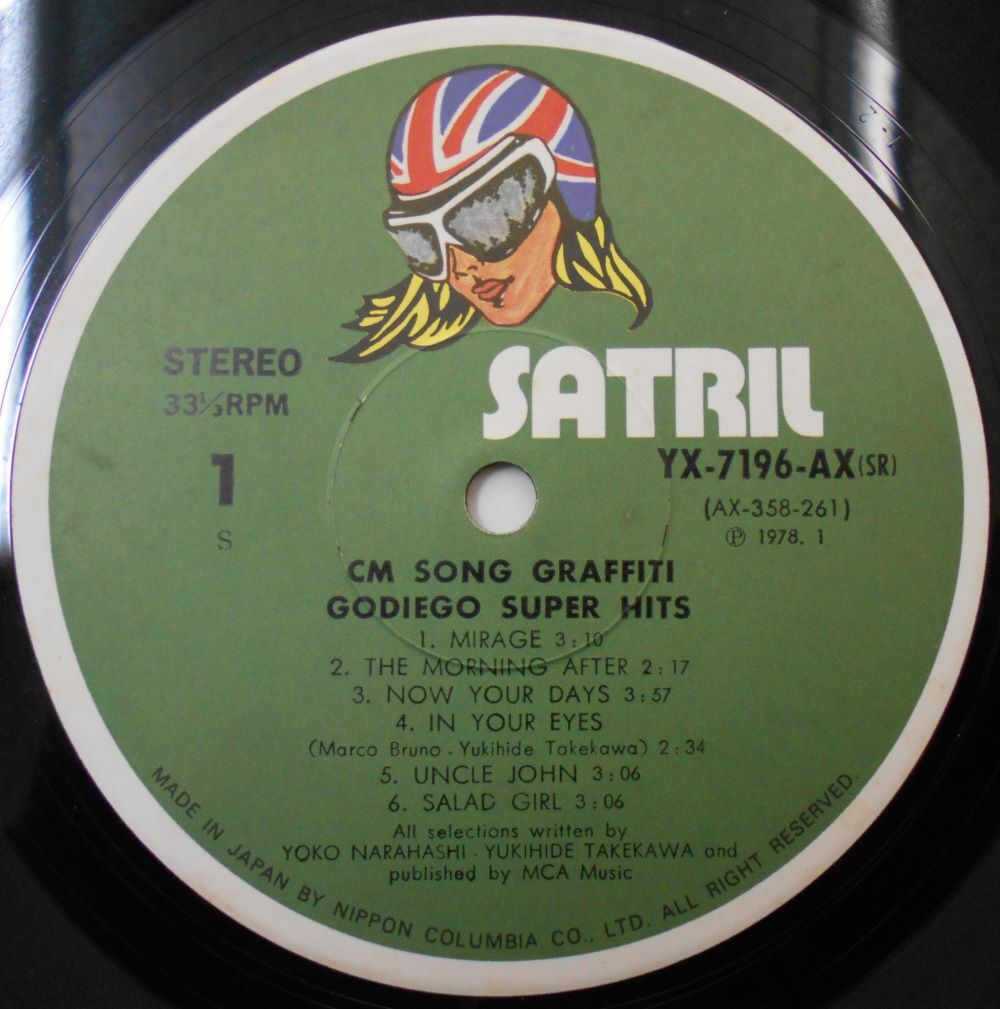 SATRIL
STEREO
33⅓RPM
1
S
YX-7196-AX(SR)
(AX-358-261)
Ⓟ 1978. 1
CM SONG GRAFFITI
GODIEGO SUPER HITS
1. MIRAGE 3:10
2. THE MORNING AFTER 2:17
3. NOW YOUR DAYS 3:57
4. IN YOUR EYES
(Marco Bruno - Yukihide Takekawa) 2:34
5. UNCLE JOHN 3:06
6. SALAD GIRL 3:06
All selections written by
YOKO NARAHASHI - YUKIHIDE TAKEKAWA and
published by MCA Music
MADE IN JAPAN BY NIPPON COLUMBIA CO., LTD. ALL RIGHT RESERVED.
1-2